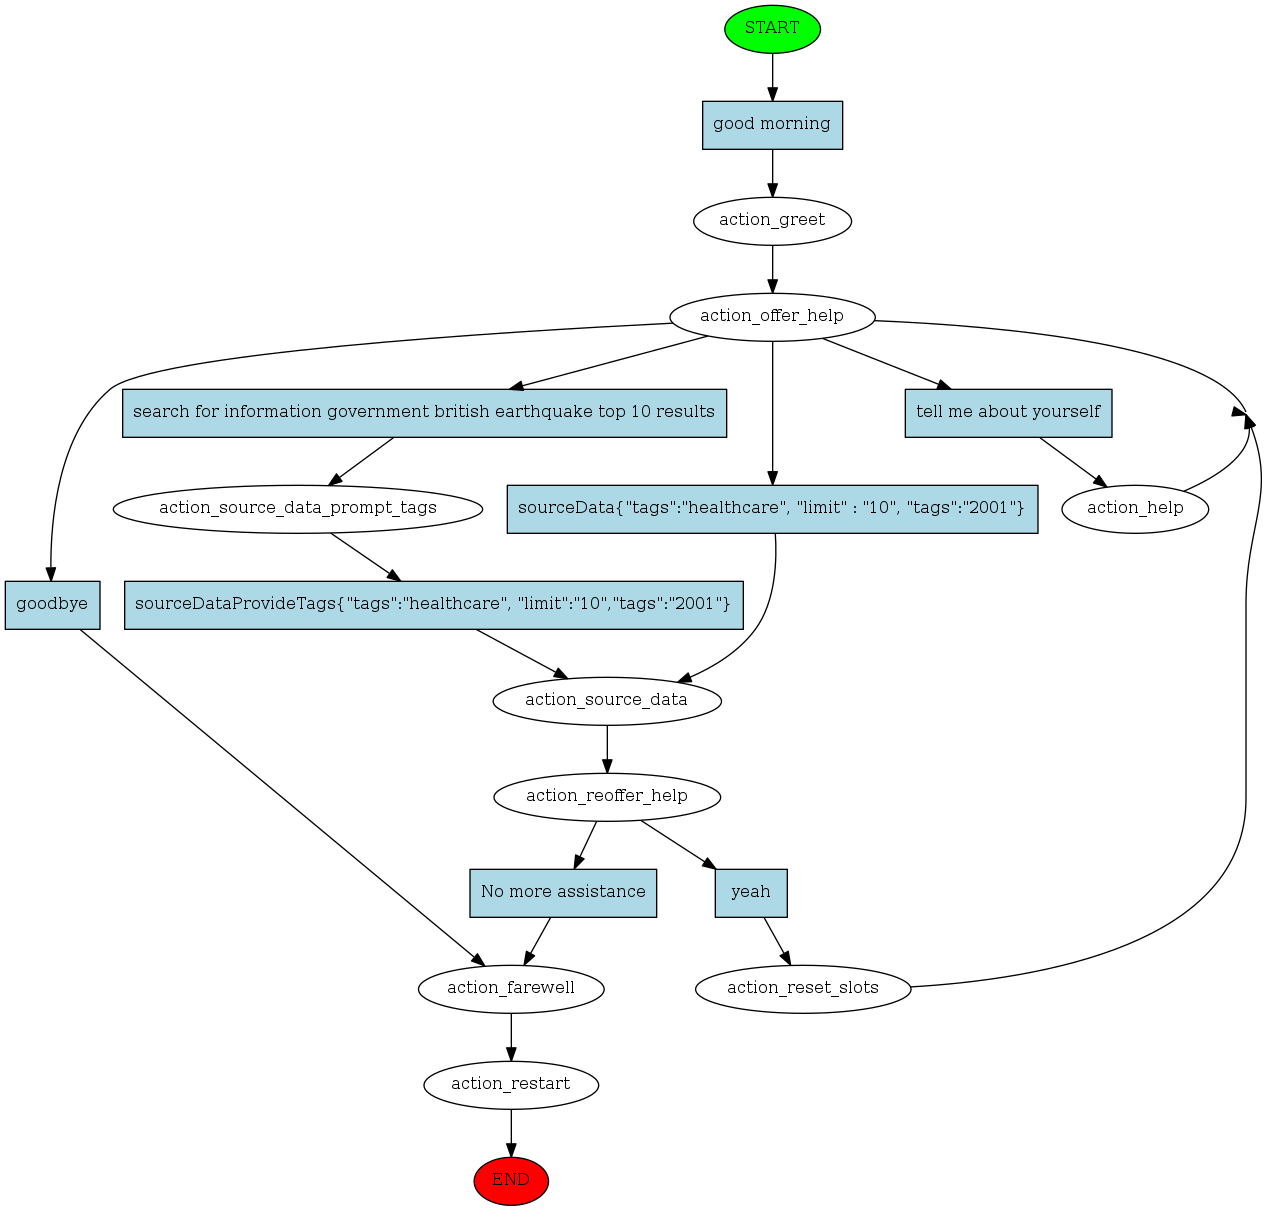 START
good morning
action_greet
action_offer_help
search for information government british earthquake top 10 results
tell me about yourself
action_source_data_prompt_tags
sourceData{"tags":"healthcare", "limit" : "10", "tags":"2001"}
action_help
goodbye
sourceDataProvideTags{"tags":"healthcare", "limit":"10","tags":"2001"}
action_source_data
action_reoffer_help
No more assistance
yeah
action_farewell
action_reset_slots
action_restart
END